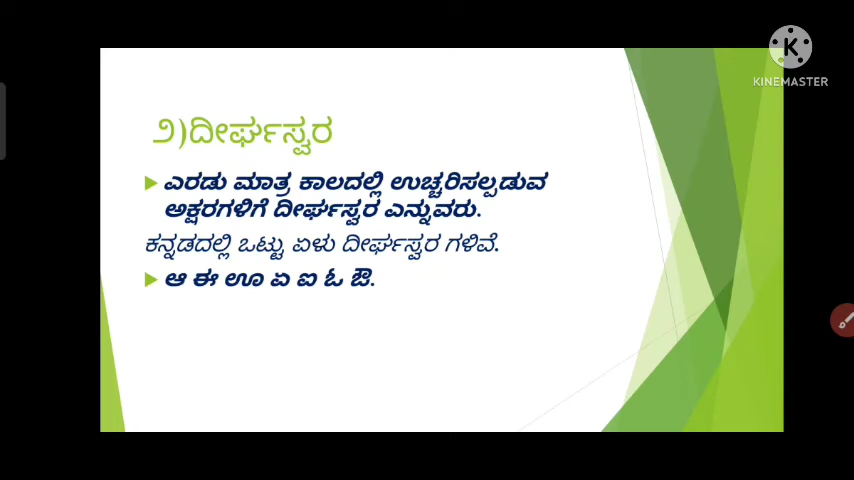 KINEMASTER
೨)ದೀರ್ಘಸ್ವರ
ಎರಡು ಮಾತ್ರ ಕಾಲದಲ್ಲಿ ಉಚ್ಚರಿಸಲ್ಪಡುವ
ಅಕ್ಷರಗಳಿಗೆ ದೀರ್ಘಸ್ವರ ಎನ್ನುವರು.
ಕನ್ನಡದಲ್ಲಿ ಒಟ್ಟು ಏಳು ದೀರ್ಘಸ್ವರ ಗಳಿವೆ.
ಆ ಈ ಊ ಏ ಐ ಓ ಔ.